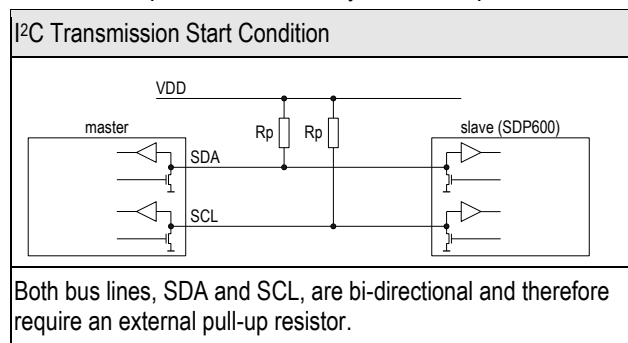 I²C Transmission Start Condition
VDD
master
Rp
Rp
slave (SDP600)
SDA
SCL
Both bus lines, SDA and SCL, are bi-directional and therefore
require an external pull-up resistor.